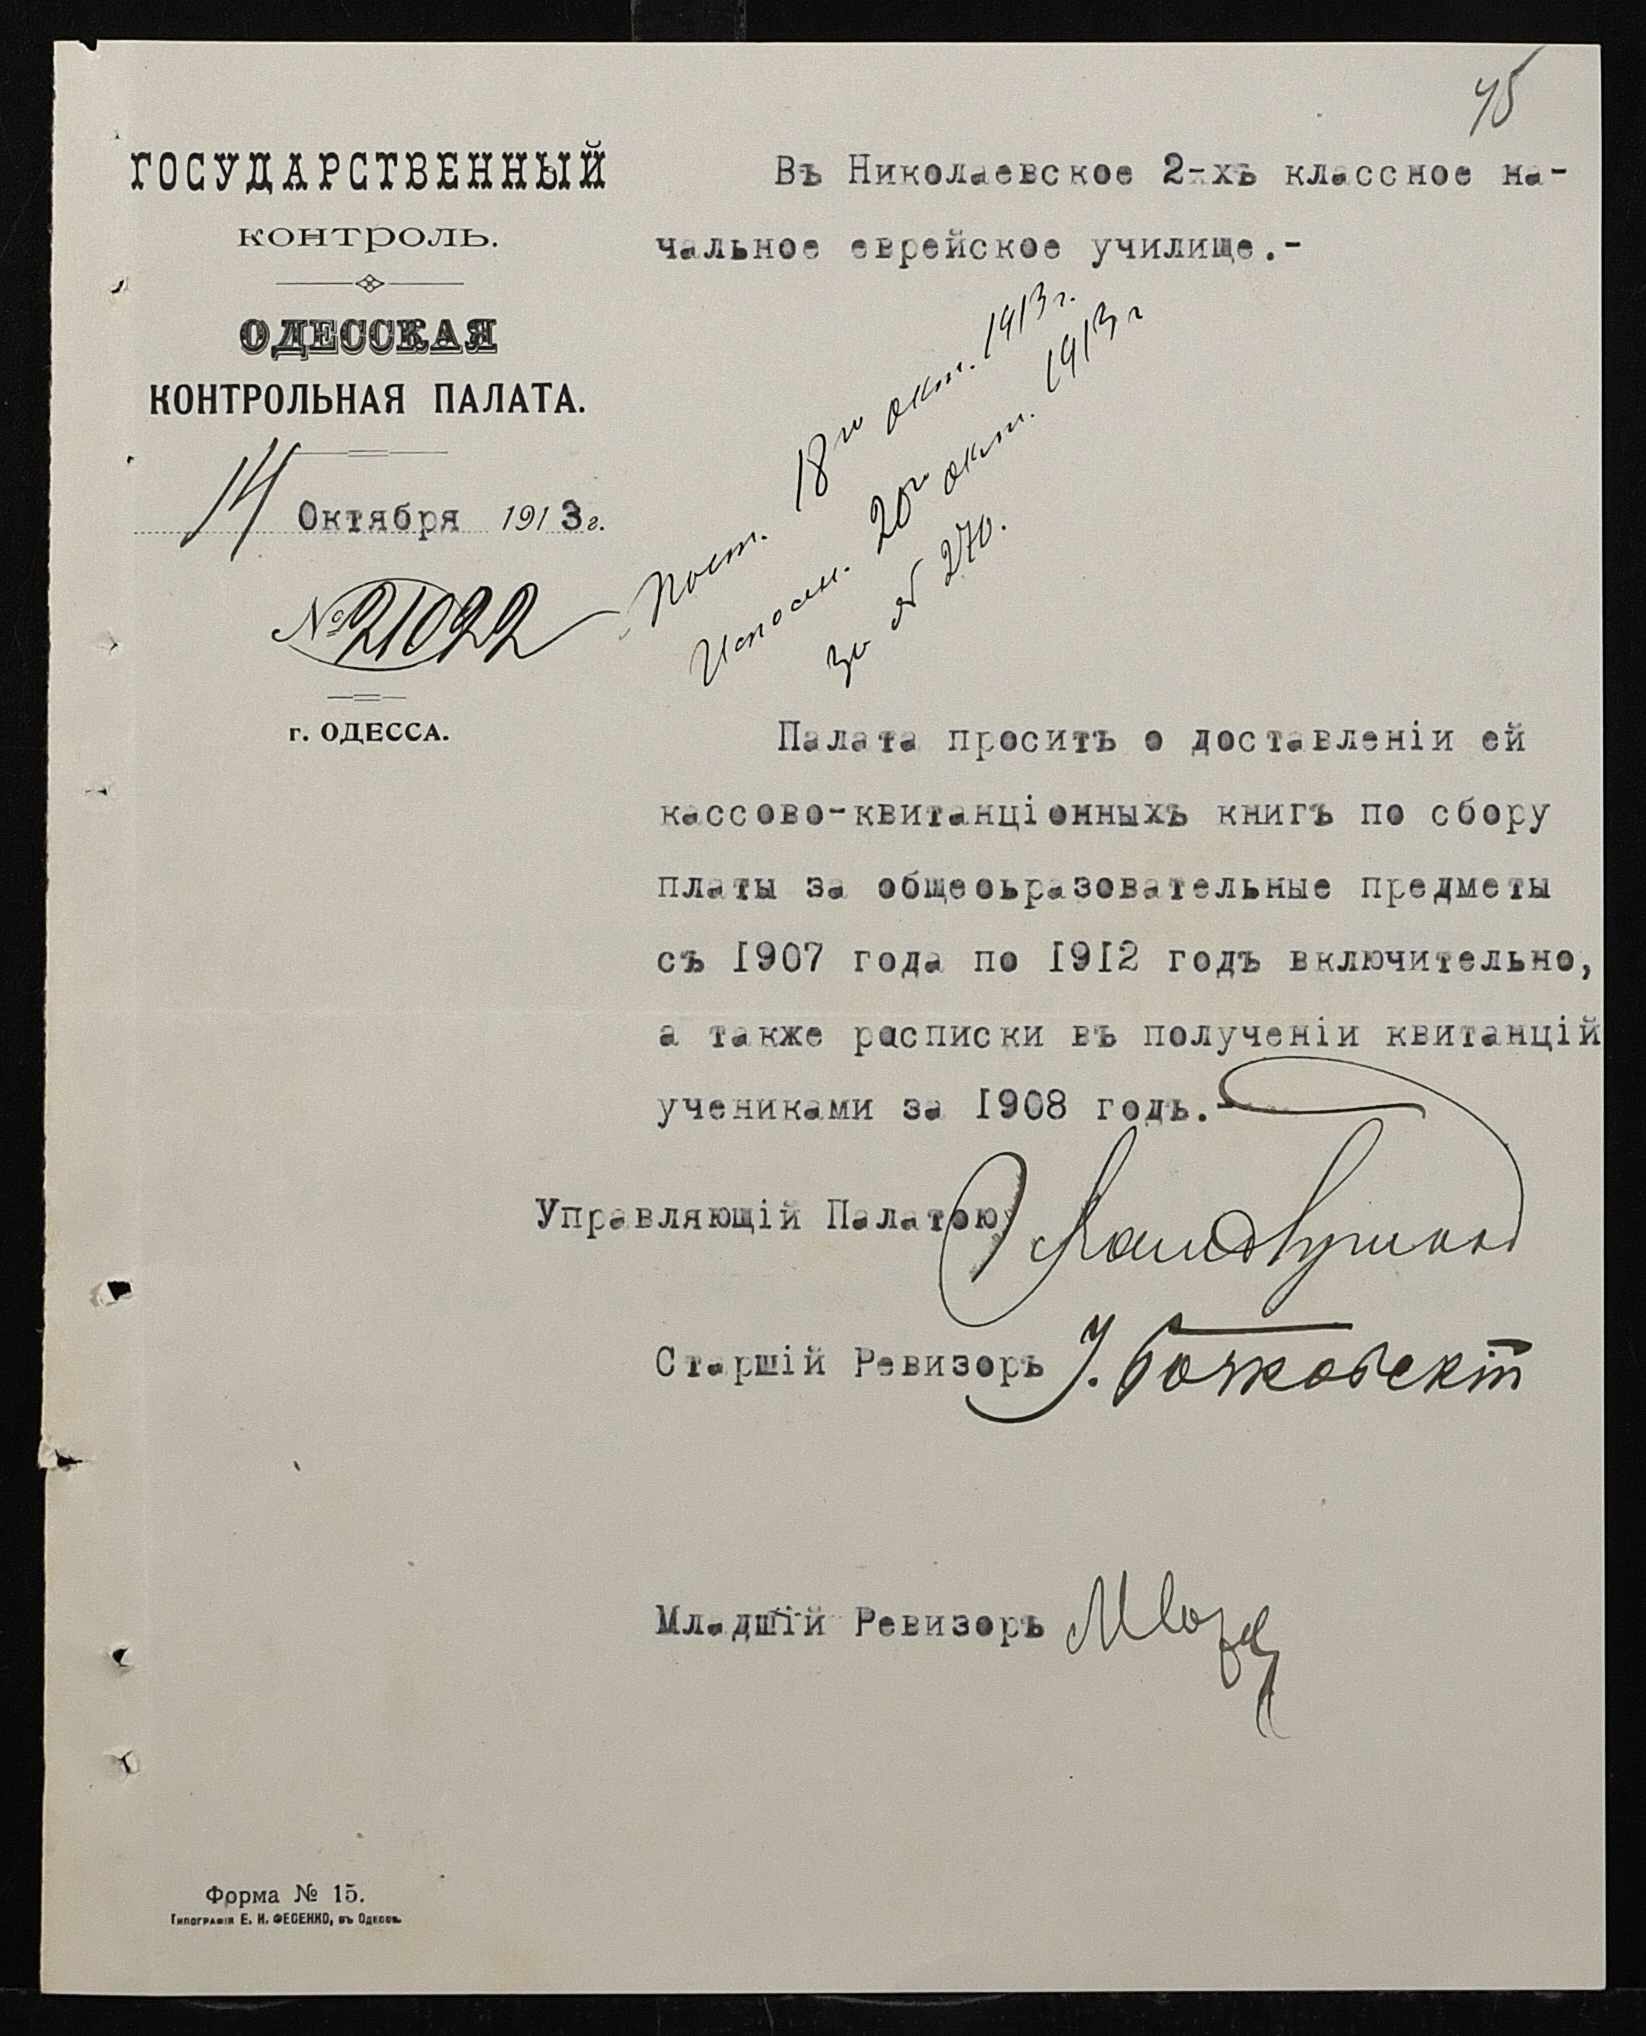 45
ГОСУДАРСТВЕННЫЙ
КОНТРОЛЬ.
ОДЕССКАЯ
КОНТРОЛЬНАЯ ПАЛАТА.
14 Октября 1913 г.
№ 21022
г. ОДЕССА.
Въ Николаевское 2-хъ классное на-
чальное еврейское училище.-
Пост. 18го окт. 1913 г.
Исполн. 20го окт. 1913 г
за № 270.
Палата проситъ о доставленіи ей
кассово-квитанціонныхъ книгъ по сбору
платы за общеоьразовательные предметы
съ 1907 года по 1912 годъ включительно,
а также росписки въ полученіи квитанцій
учениками за 1908 годъ.-
Управляющій Палатою
Старшій Ревизоръ
Младшій Ревизоръ
Форма № 15.
Типографія Е. И. ФЕСЕНКО, въ Одессѣ.